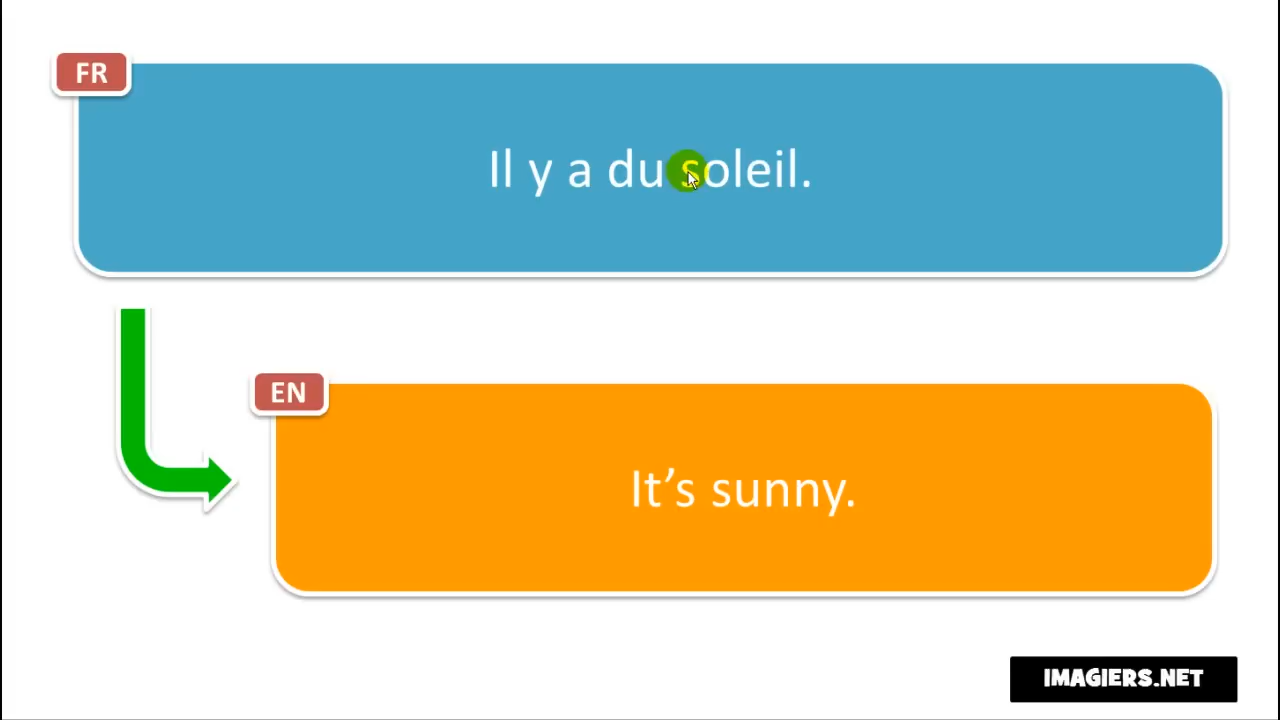 FR
Il y a du soleil.
EN
It’s sunny.
IMAGIERS.NET